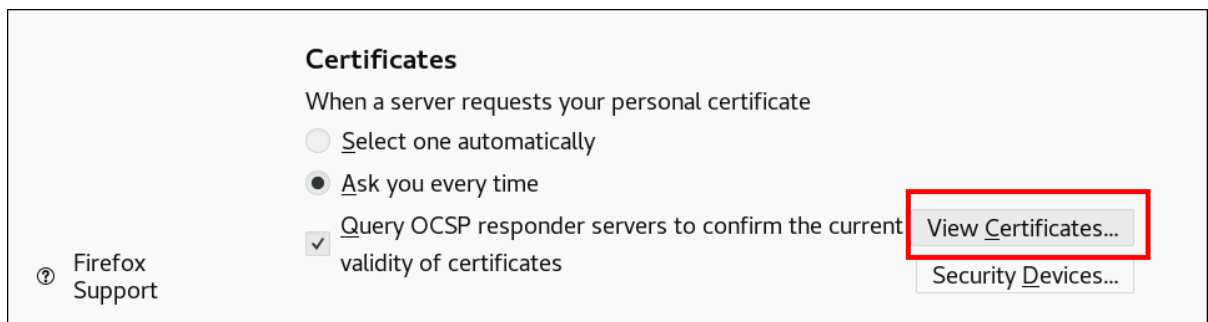 Certificates
When a server requests your personal certificate
Select one automatically
Ask you every time
Query OCSP responder servers to confirm the current
validity of certificates
View Certificates...
Security Devices...
Firefox
Support